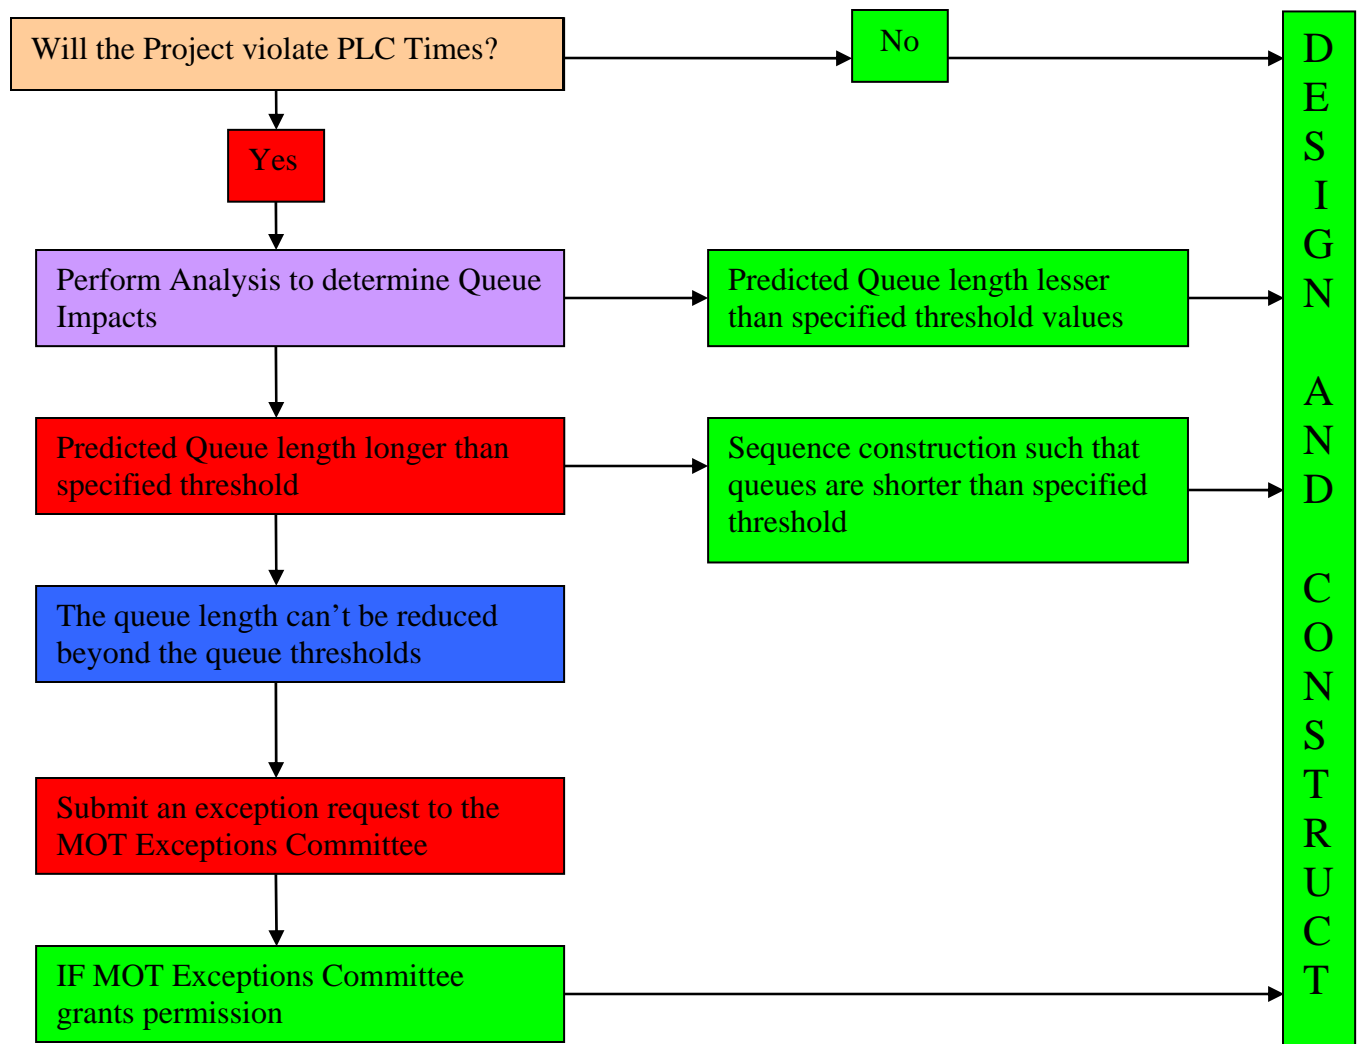 Will the Project violate PLC Times?
No
Yes
Perform Analysis to determine Queue
Impacts
Predicted Queue length lesser
than specified threshold values
Predicted Queue length longer than
specified threshold
Sequence construction such that
queues are shorter than specified
threshold
The queue length can’t be reduced
beyond the queue thresholds
Submit an exception request to the
MOT Exceptions Committee
IF MOT Exceptions Committee
grants permission
D
E
S
I
G
N
A
N
D
C
O
N
S
T
R
U
C
T